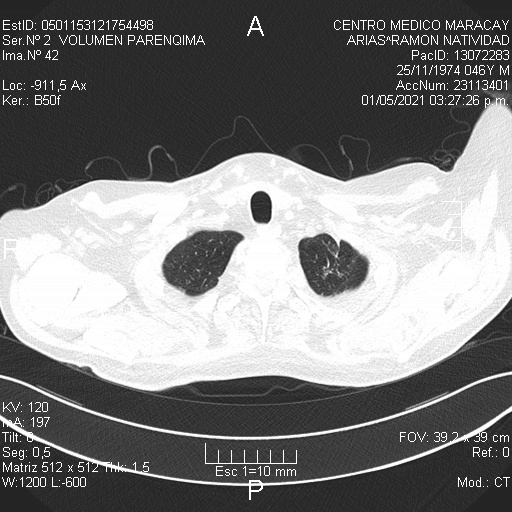 EstID: 0501153121754498
Ser.Nº 2 VOLUMEN PARENQIMA
Ima.Nº 42
Loc: -911,5 Ax
Ker.: B50f
A
CENTRO MEDICO MARACAY
ARIAS^RAMON NATIVIDAD
PacID: 13072283
25/11/1974 046Y M
AccNum: 23113401
01/05/2021 03:27:26 p.m.
R
KV: 120
mA: 197
Tilt: 0
Seg: 0,5
Matriz 512 x 512 Thk: 1.5
W:1200 L:-600
Esc 1=10 mm
P
FOV: 39.2 x 39 cm
Ref.: 0
Mod.: CT